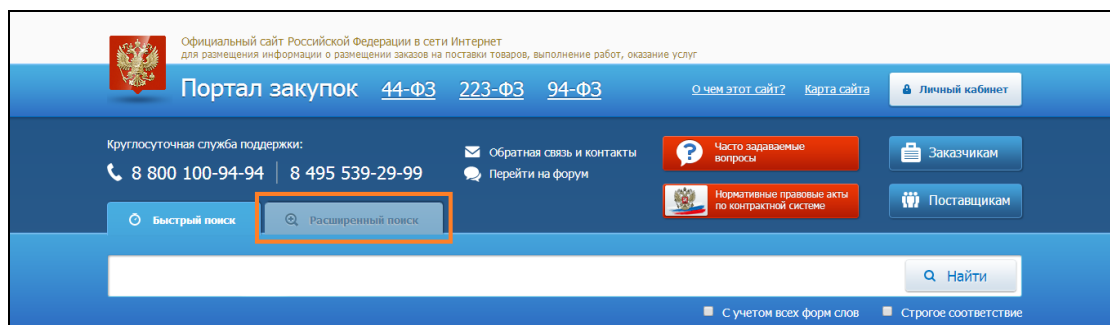 Официальный сайт Российской Федерации в сети Интернет
для размещения информации о размещении заказов на поставки товаров, выполнение работ, оказание услуг
Портал закупок 44-ФЗ 223-ФЗ 94-ФЗ О чем этот сайт? Карта сайта Личный кабинет
Круглосуточная служба поддержки:
8 800 100-94-94 8 495 539-29-99
Обратная связь и контакты
Перейти на форум
Часто задаваемые
вопросы
Нормативные правовые акты
по контрактной системе
Заказчикам
Поставщикам
Быстрый поиск Расширенный поиск
Найти
С учетом всех форм слов Строгое соответствие